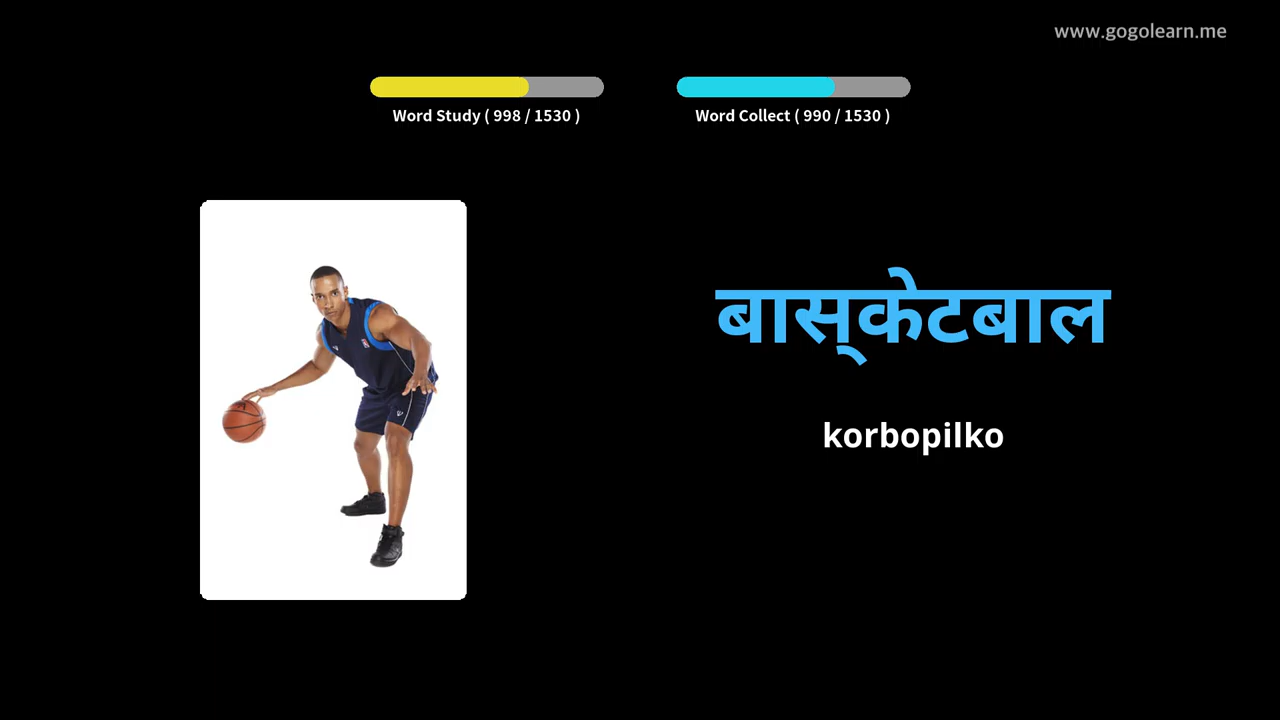 www.gogolearn.me
Word Study ( 998 / 1530 )
Word Collect ( 990 / 1530 )
बास्‌केटबाल
korbopilko